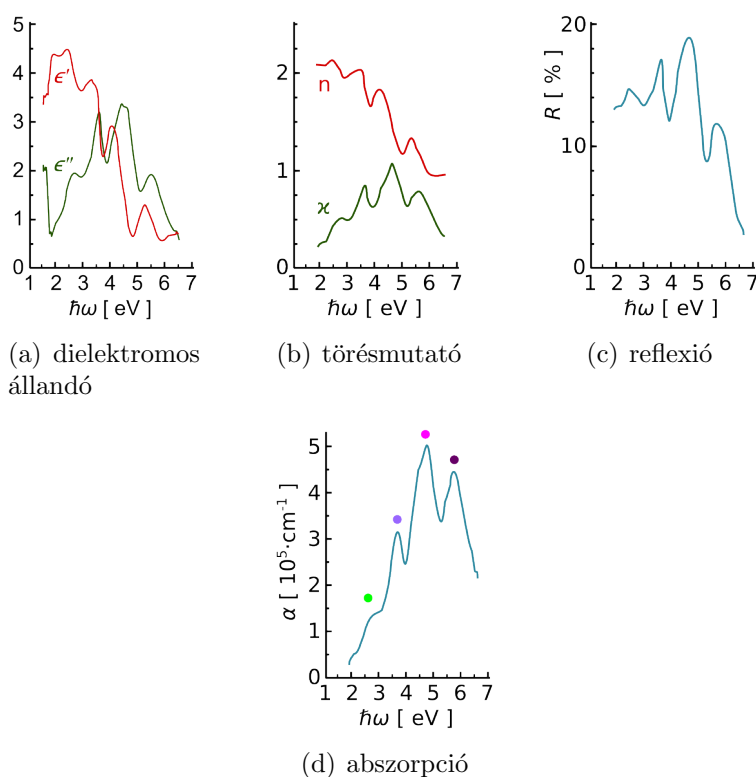 5
4
3
2
1
0
ϵ′
ϵ″
1 2 3 4 5 6 7
ħω [ eV ]
(a) dielektromos
állandó
2
1
0
n
ϰ
1 2 3 4 5 6 7
ħω [ eV ]
(b) törésmutató
20
10
0
R [ % ]
1 2 3 4 5 6 7
ħω [ eV ]
(c) reflexió
5
4
3
2
1
0
α [ 10⁵·cm⁻¹ ]
1 2 3 4 5 6 7
ħω [ eV ]
(d) abszorpció